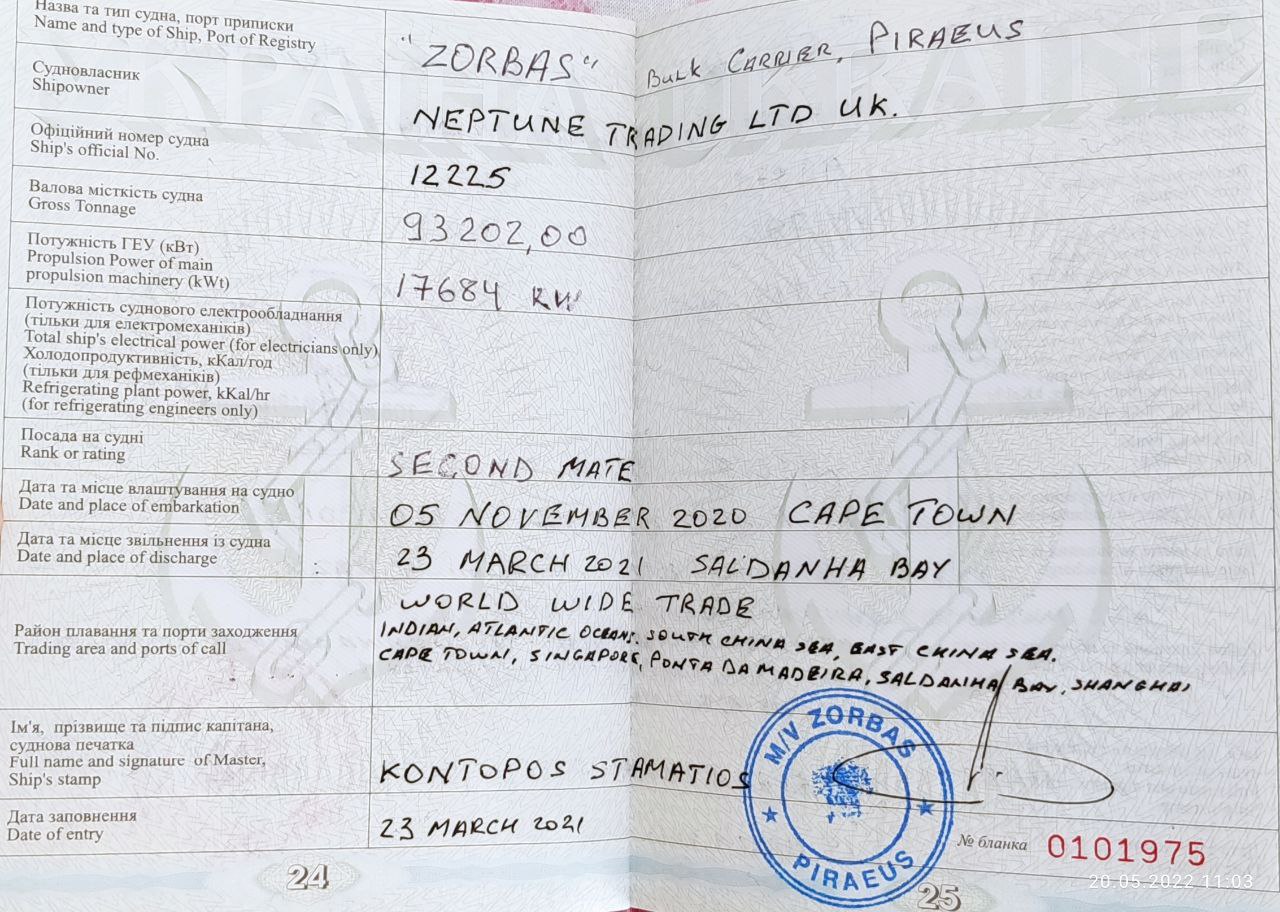 Назва та тип судна, порт приписки
Name and type of Ship, Port of Registry
"ZORBAS" BULK CARRIER, PIRAEUS
Судновласник
Shipowner
NEPTUNE TRADING LTD UK.
Офіційний номер судна
Ship's official No.
12225
Валова місткість судна
Gross Tonnage
93202,00
Потужність ГЕУ (кВт)
Propulsion Power of main
propulsion machinery (kWt)
17684 KW
Потужність суднового електрообладнання
(тільки для електромеханіків)
Total ship's electrical power (for electricians only)
Холодопродуктивність, кКал/год
(тільки для рефмеханіків)
Refrigerating plant power, kKal/hr
(for refrigerating engineers only)
Посада на судні
Rank or rating
SECOND MATE
Дата та місце влаштування на судно
Date and place of embarkation
05 NOVEMBER 2020 CAPE TOWN
Дата та місце звільнення із судна
Date and place of discharge
23 MARCH 2021 SALDANHA BAY
Район плавання та порти заходження
Trading area and ports of call
WORLD WIDE TRADE
INDIAN, ATLANTIC OCEANS. SOUTH CHINA SEA, EAST CHINA SEA.
CAPE TOWN, SINGAPORE, PONTA DA MADEIRA, SALDANHA BAY, SHANGHAI
Ім'я, прізвище та підпис капітана,
суднова печатка
Full name and signature of Master,
Ship's stamp
KONTOPOS STAMATIOS
M/V ZORBAS
PIRAEUS
Дата заповнення
Date of entry
23 MARCH 2021
№ бланка 0101975
24
25
20.05.2022 11:03